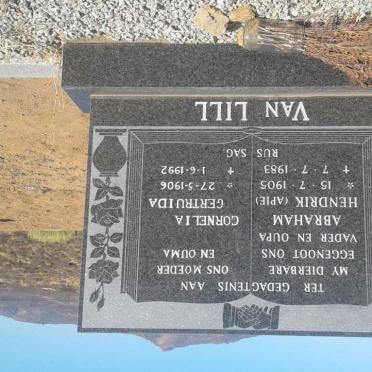 TER GEDAGTENIS AAN
MY DIERBARE
EGGENOOT ONS
VADER EN OUPA
ABRAHAM
HENDRIK (APIE)
☆ 15 · 7 · 1905
† 7 · 7 · 1983
ONS MOEDER
EN OUMA
CORNELIA
GERTRUIDA
☆ 27-5-1906
† 1-6-1992
RUS SAG
VAN LILL